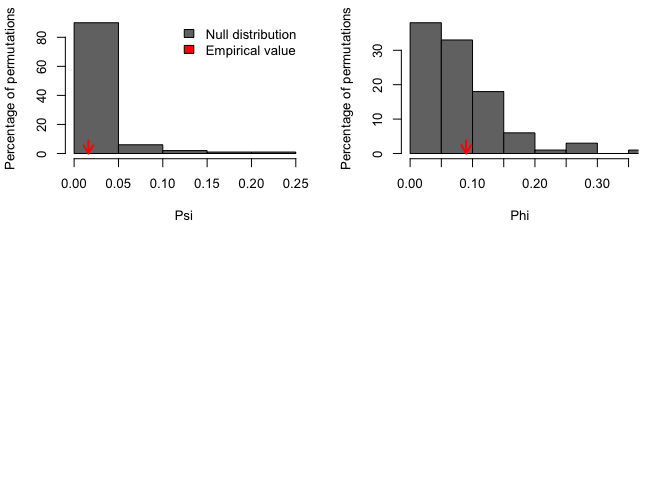 Percentage of permutations
80
60
40
20
0
Null distribution
Empirical value
0.00 0.05 0.10 0.15 0.20 0.25
Psi
Percentage of permutations
30
20
10
0
0.00 0.10 0.20 0.30
Phi